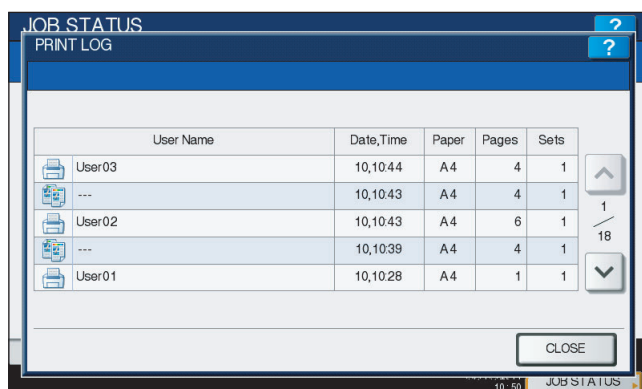 JOB STATUS ?
PRINT LOG ?
User Name Date,Time Paper Pages Sets
User03 10,10:44 A4 4 1
--- 10,10:43 A4 4 1
User02 10,10:43 A4 6 1
--- 10,10:39 A4 4 1
User01 10,10:28 A4 1 1
1
18
CLOSE
10:50 JOB STATUS